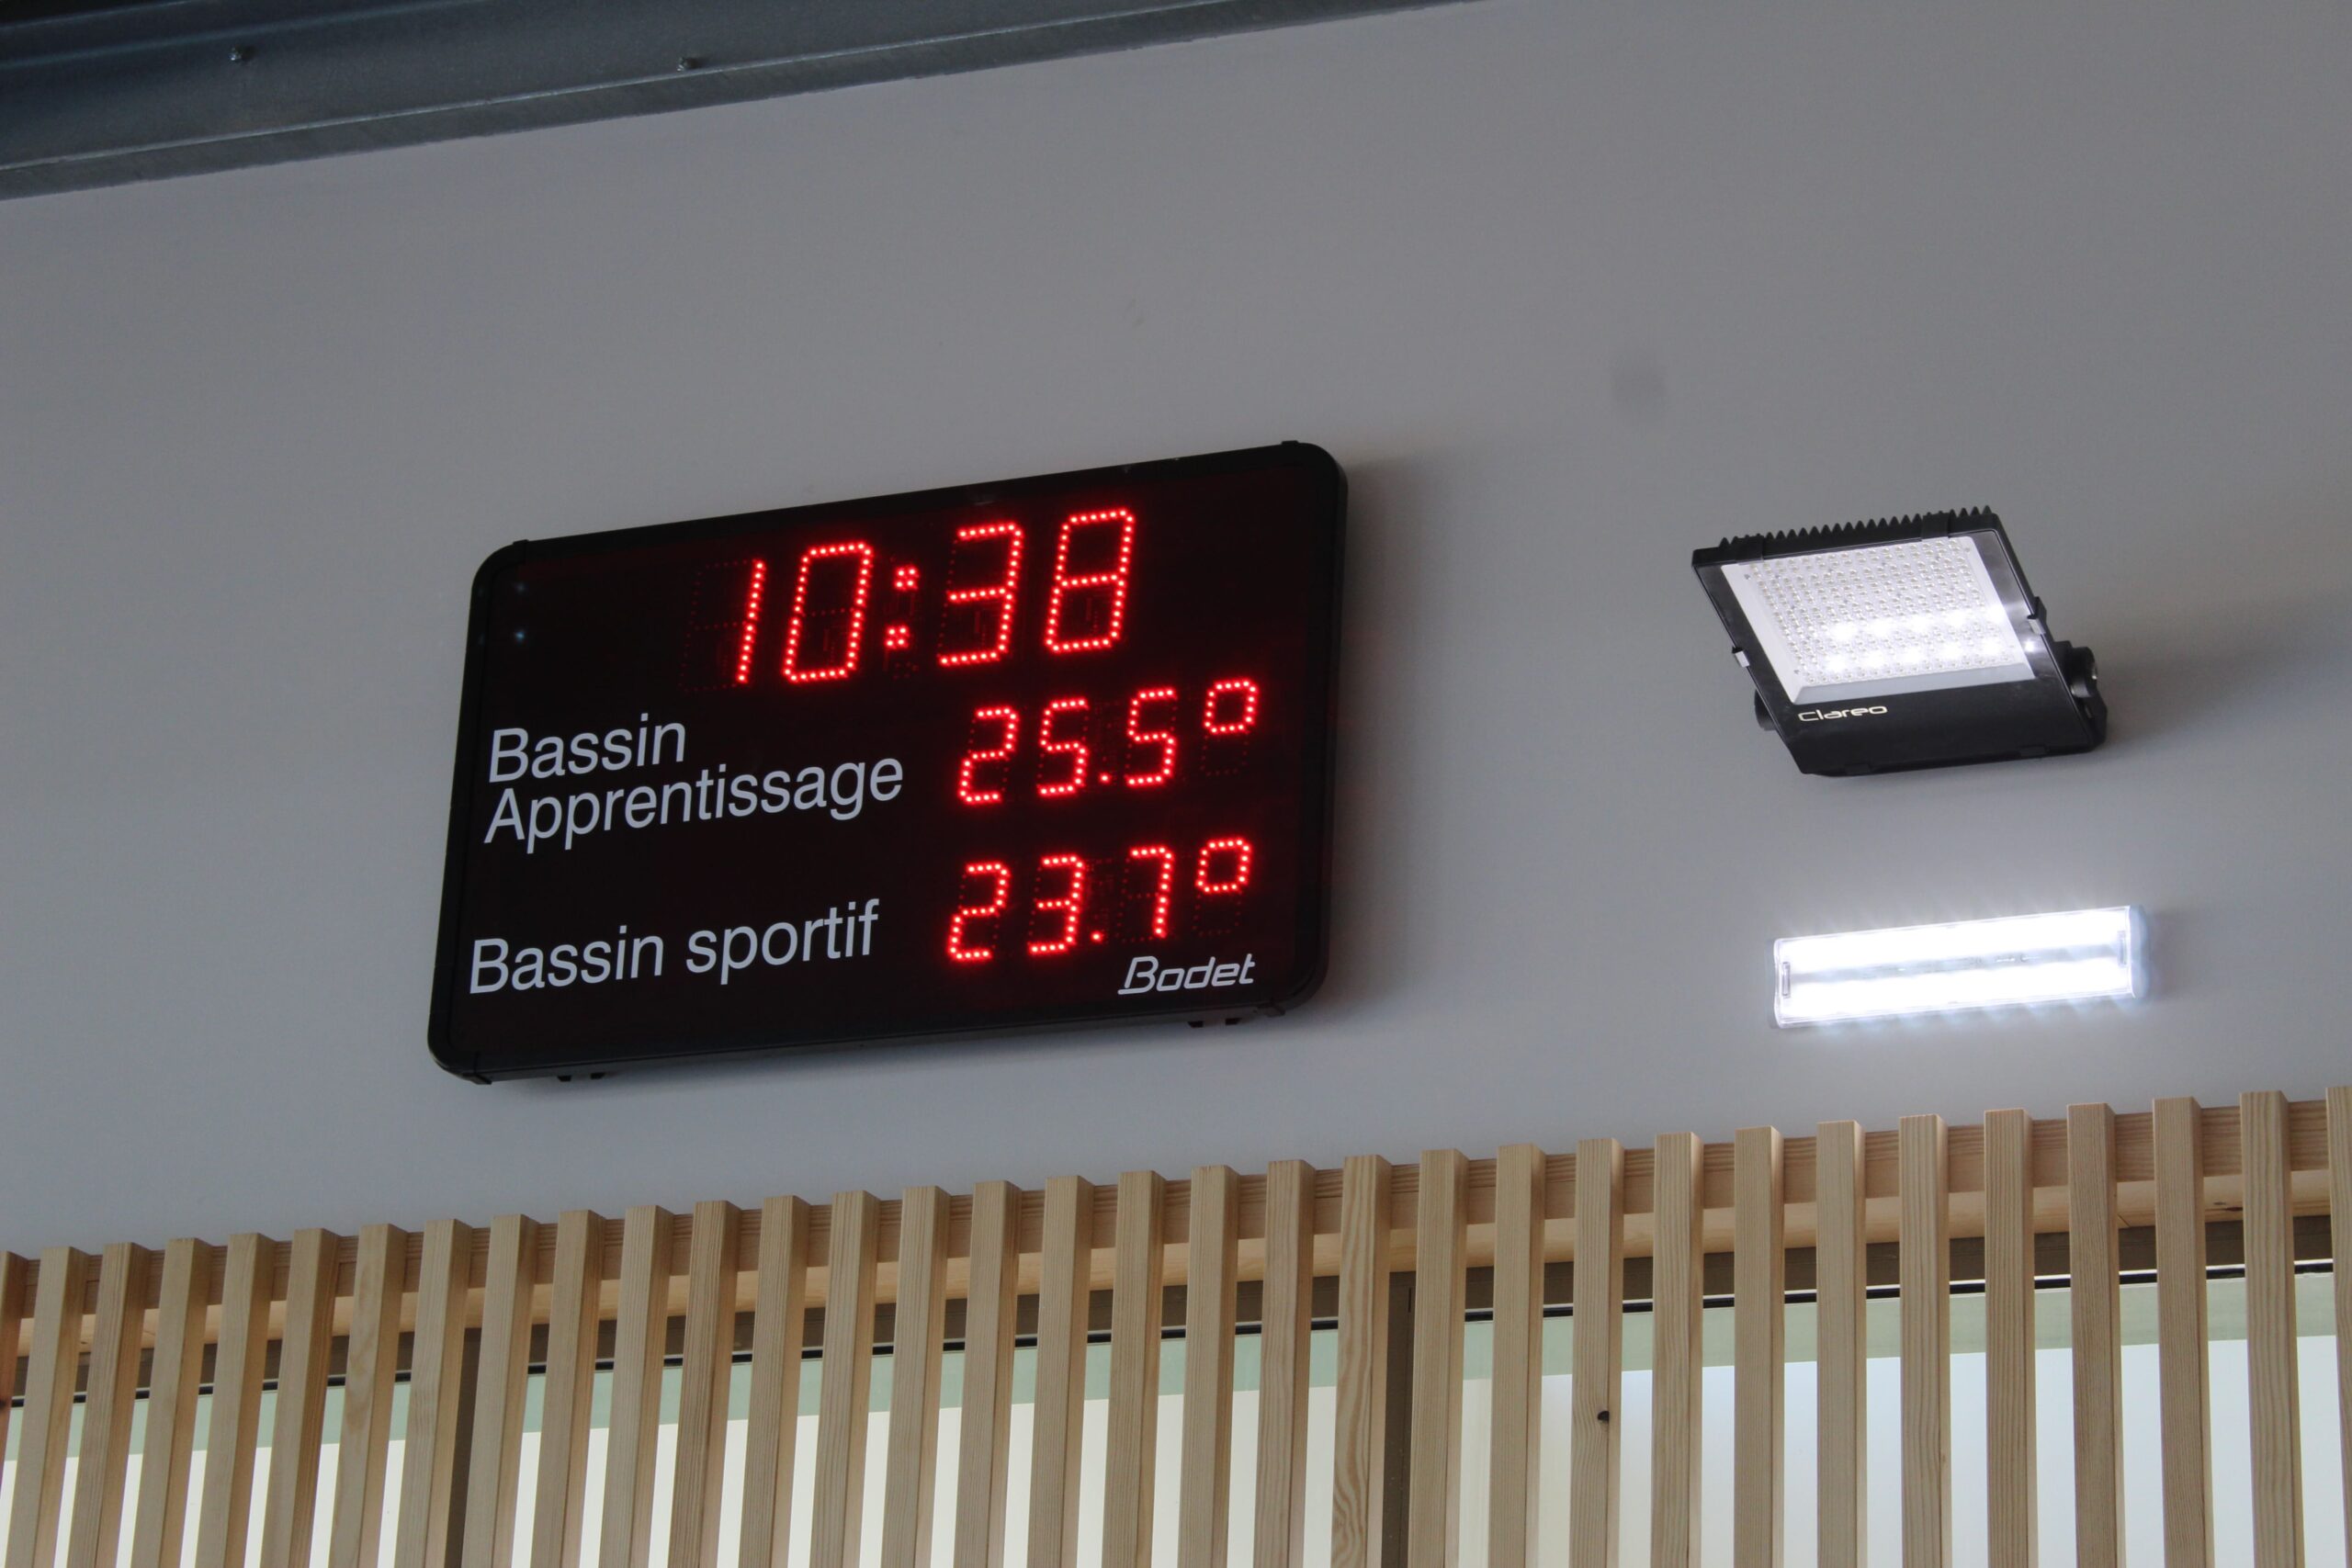 10:38
Bassin
Apprentissage 25.5°
Bassin sportif 23.7°
Bodet
Clareo